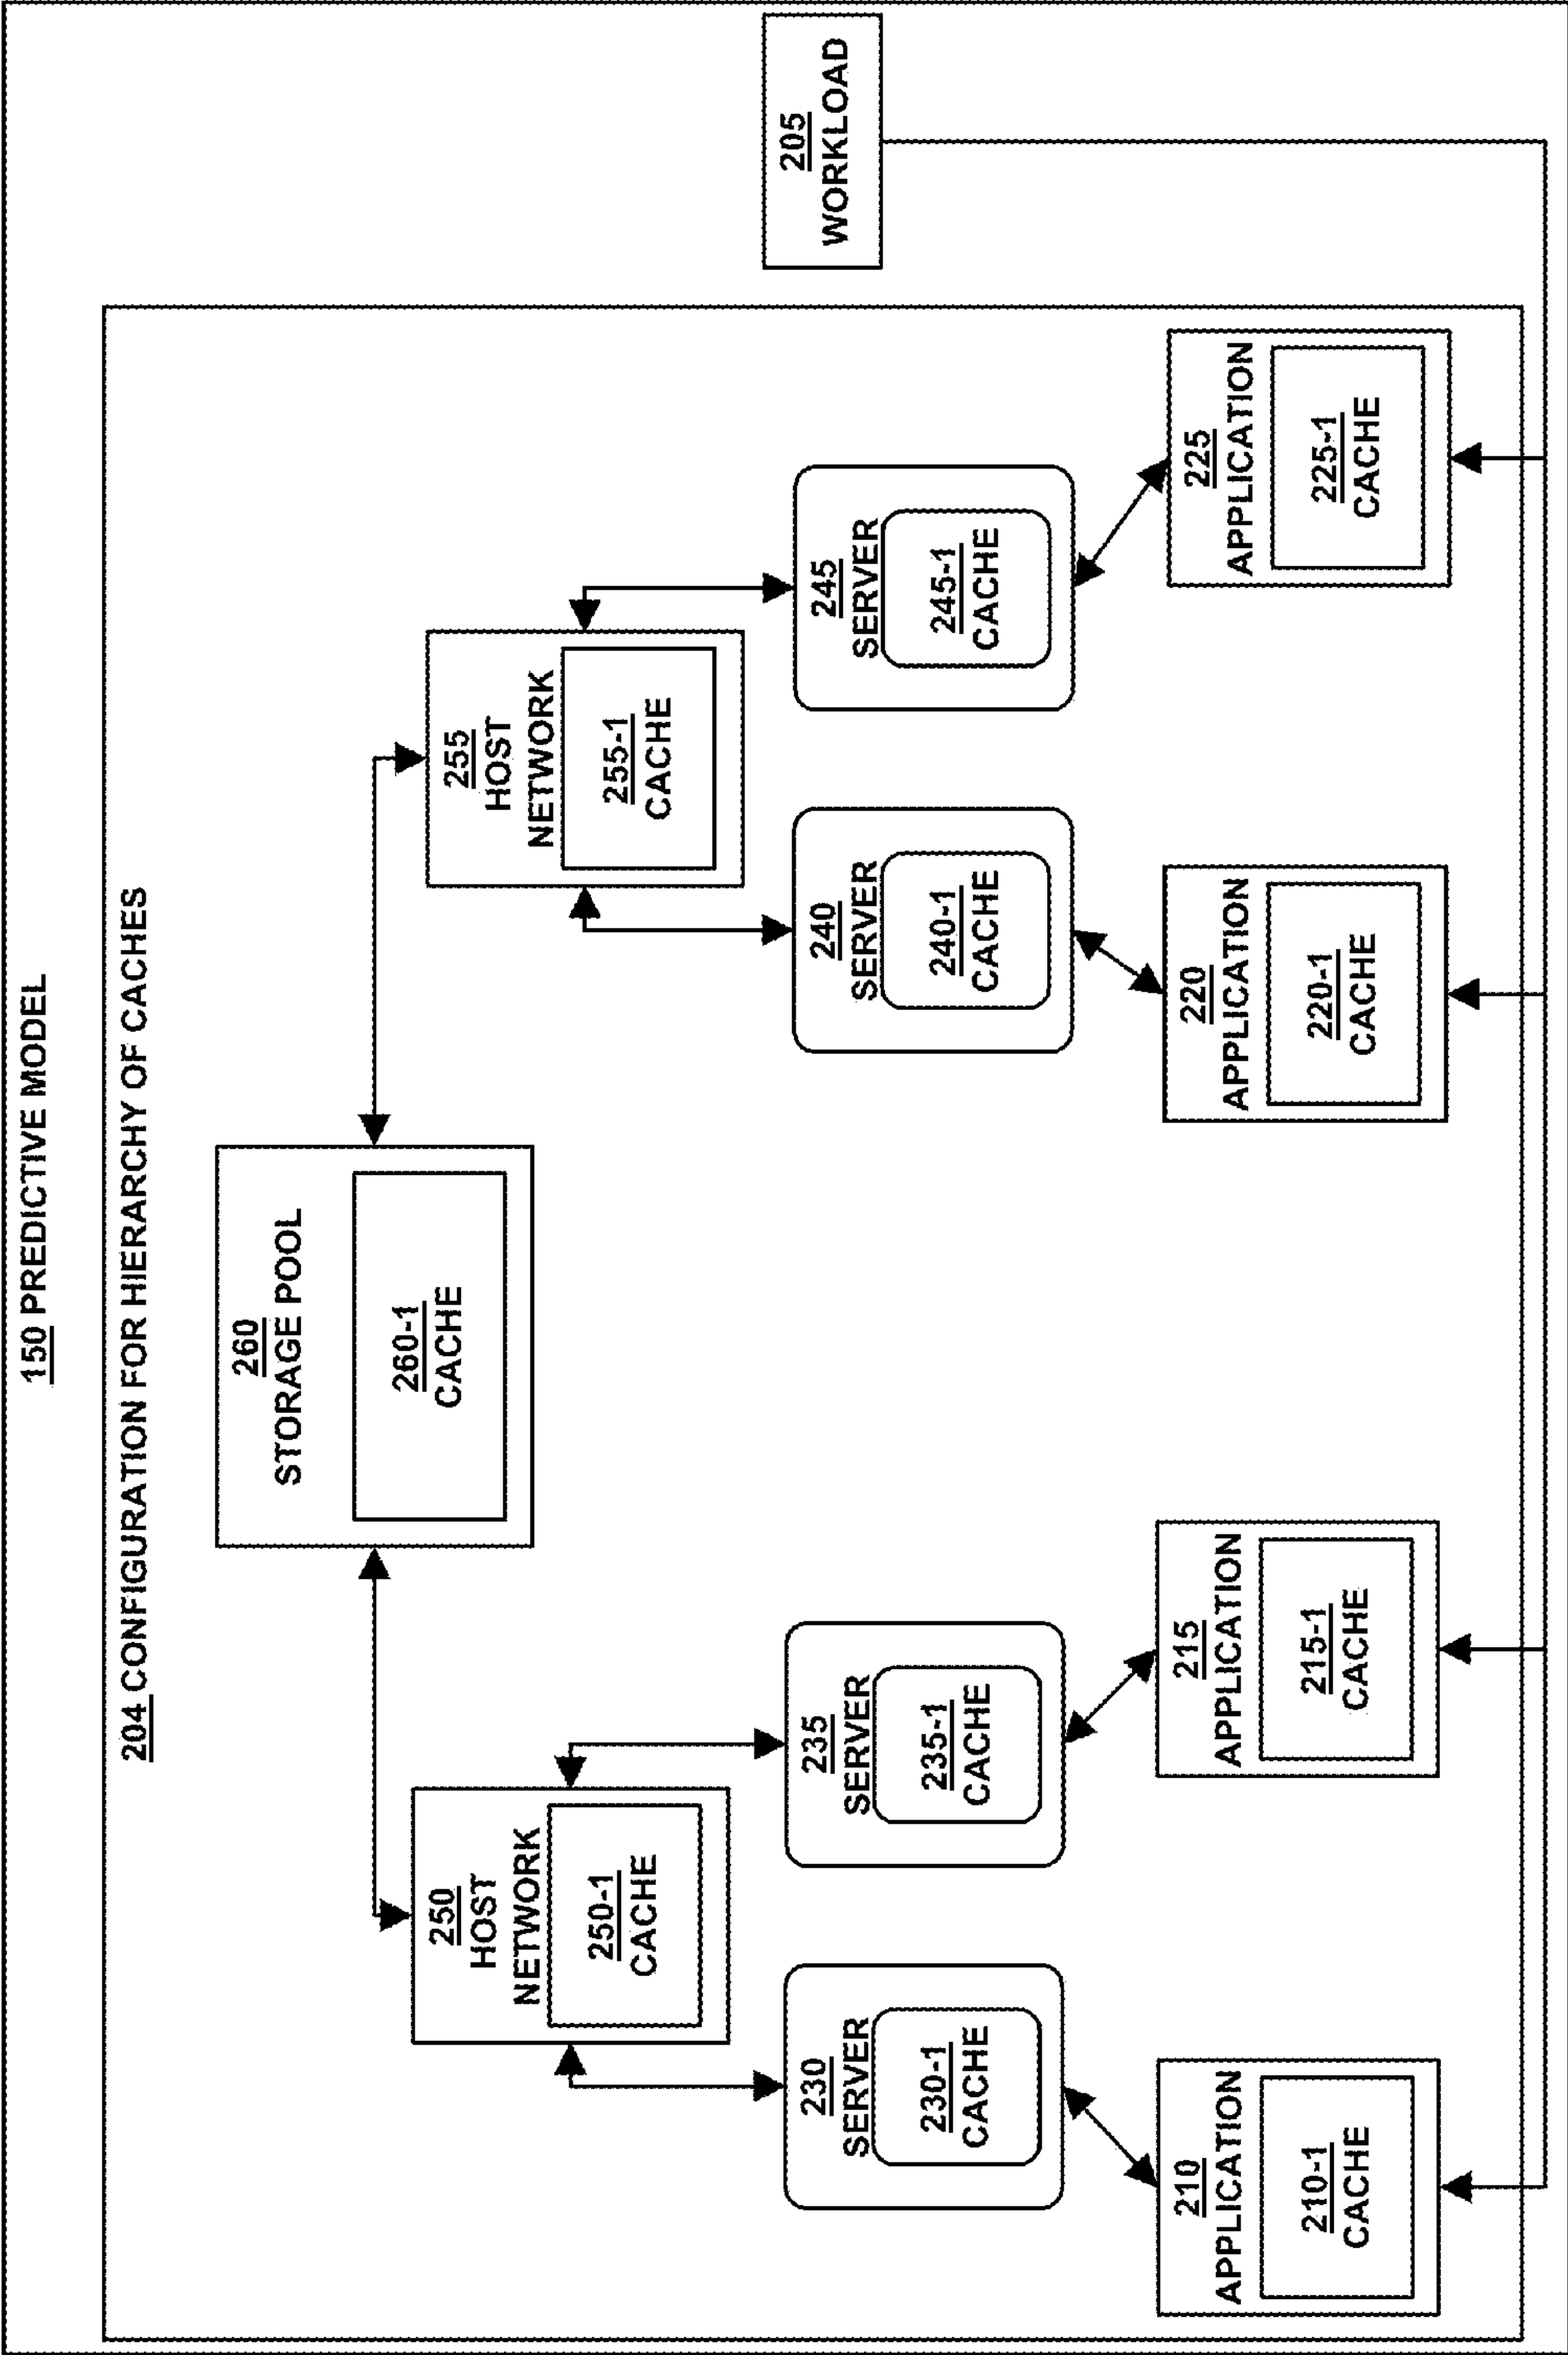 150 PREDICTIVE MODEL
204 CONFIGURATION FOR HIERARCHY OF CACHES
260
STORAGE POOL
260-1
CACHE
250
HOST
NETWORK
250-1
CACHE
255
HOST
NETWORK
255-1
CACHE
205
WORKLOAD
230
SERVER
230-1
CACHE
235
SERVER
235-1
CACHE
240
SERVER
240-1
CACHE
245
SERVER
245-1
CACHE
210
APPLICATION
210-1
CACHE
215
APPLICATION
215-1
CACHE
220
APPLICATION
220-1
CACHE
225
APPLICATION
225-1
CACHE